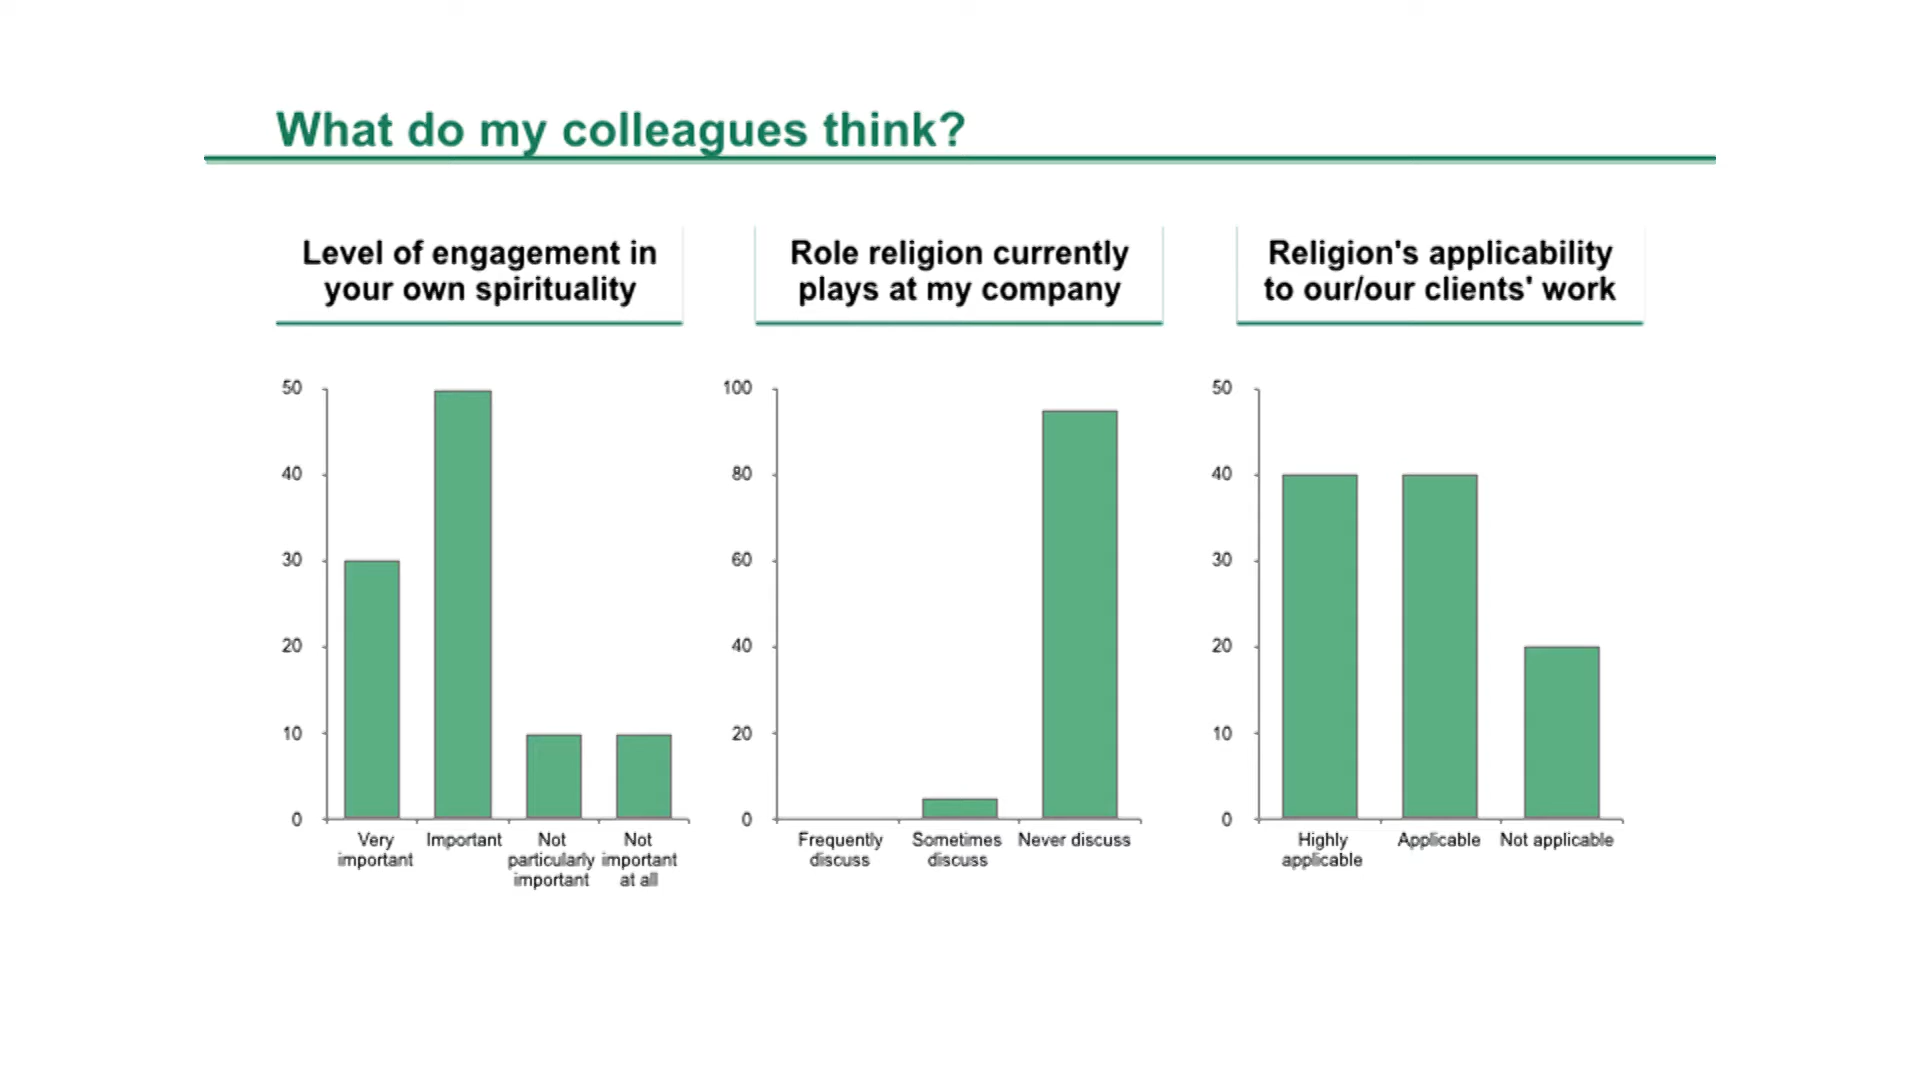 What do my colleagues think?
Level of engagement in
your own spirituality
50
40
30
20
10
0
Very
important
Important
Not
particularly
important
Not
important
at all
Role religion currently
plays at my company
100
80
60
40
20
0
Frequently
discuss
Sometimes
discuss
Never discuss
Religion's applicability
to our/our clients' work
50
40
30
20
10
0
Highly
applicable
Applicable
Not applicable